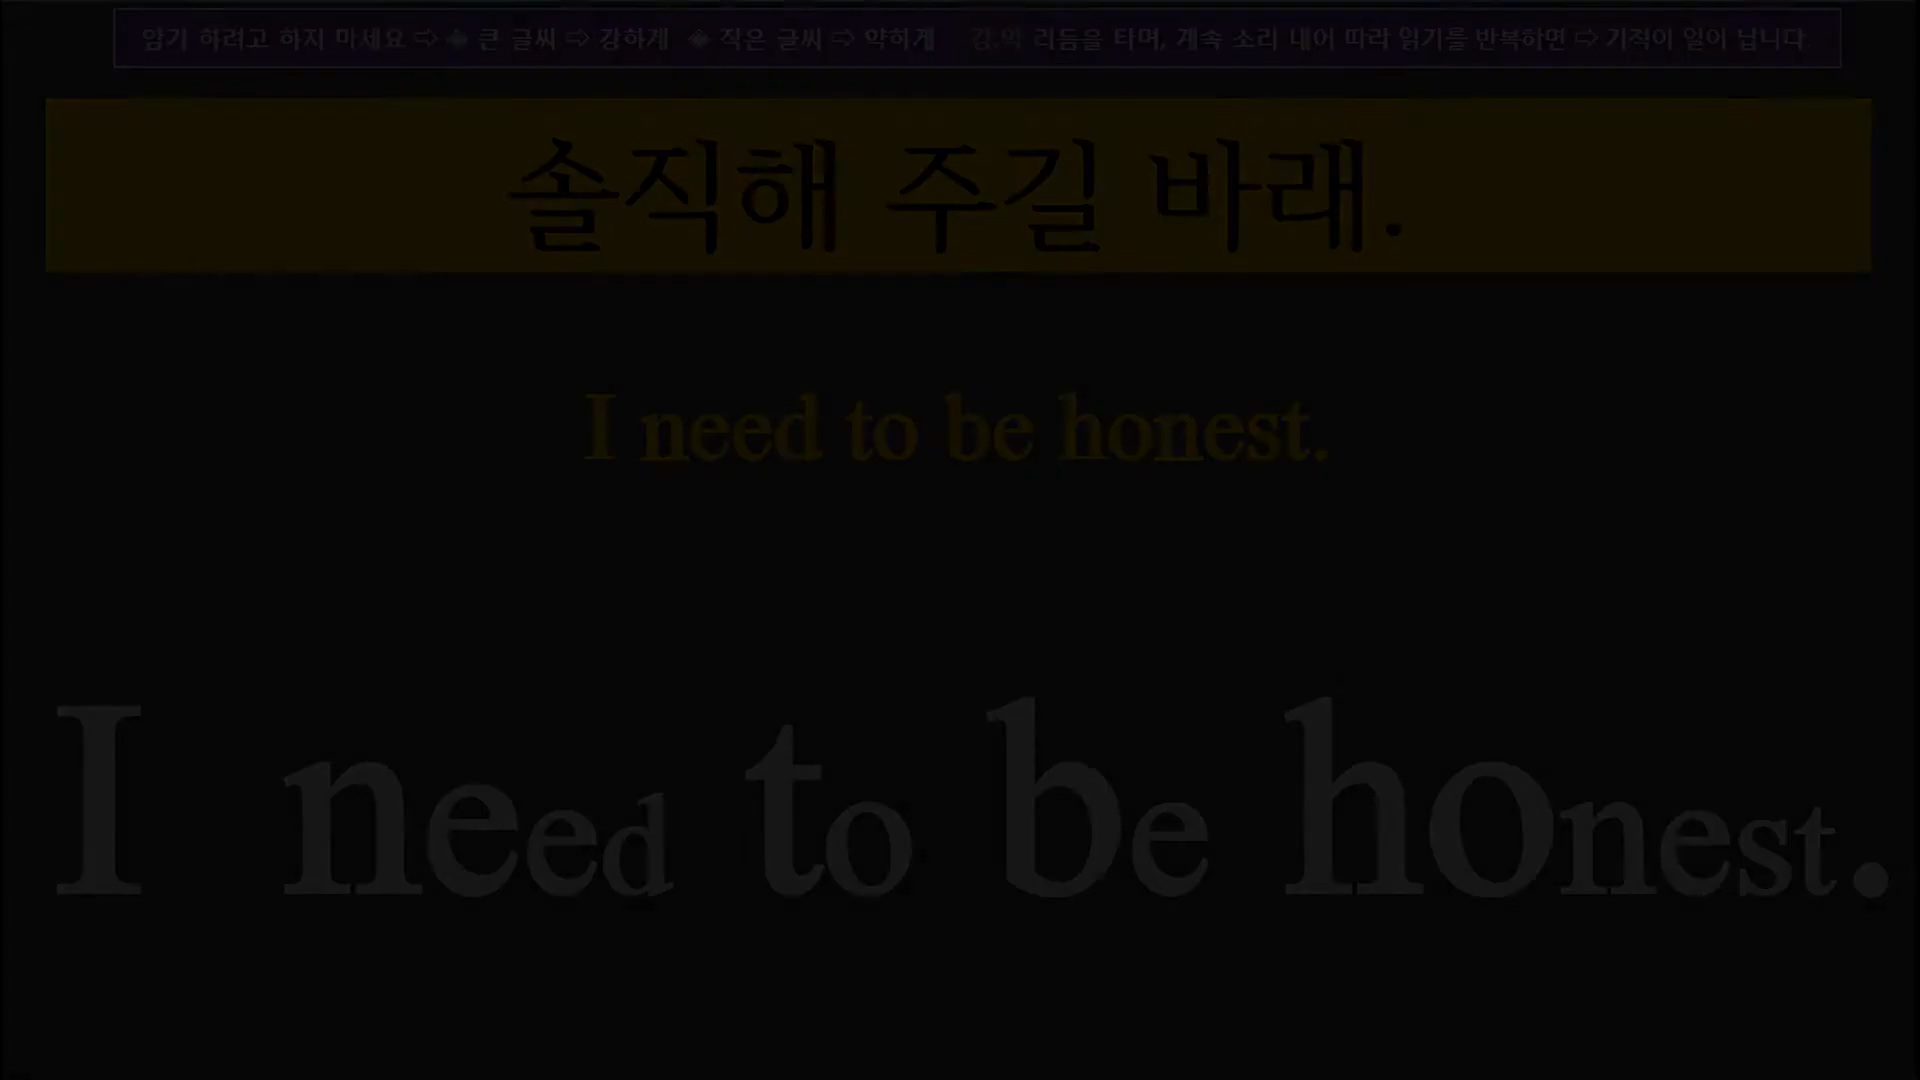 암기 하려고 하지 마세요 ⇨ ◈ 큰 글씨 ⇨ 강하게 ◈ 작은 글씨 ⇨ 약하게 강,약 리듬을 타며, 계속 소리 내어 따라 읽기를 반복하면 ⇨ 기적이 일어 납니다.
솔직해 주길 바래.
I need to be honest.
I need to be honest.